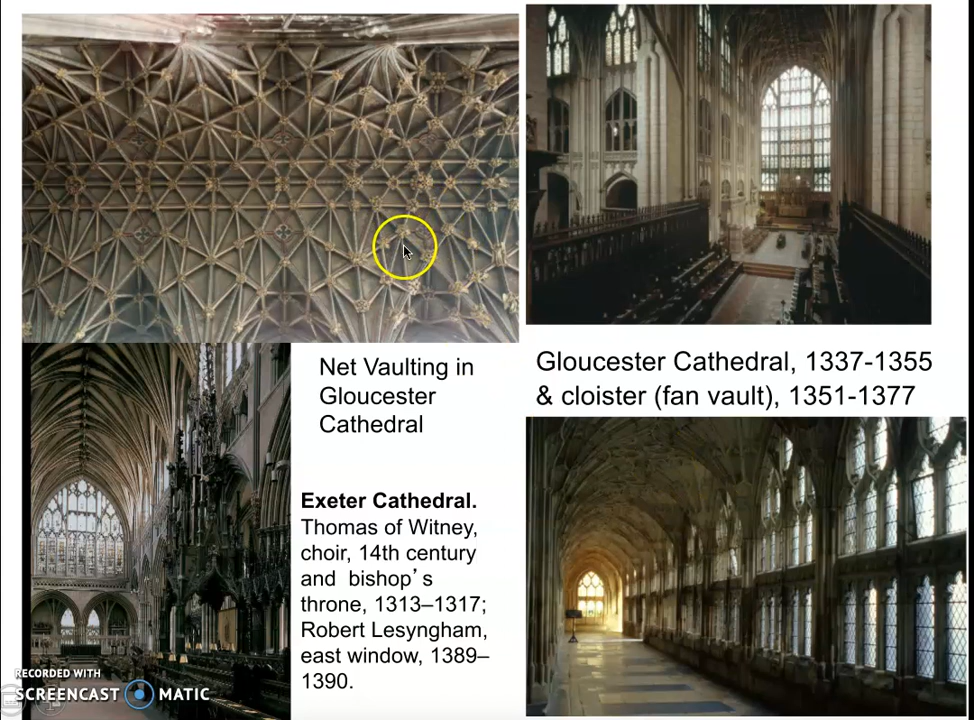 Net Vaulting in
Gloucester
Cathedral
Gloucester Cathedral, 1337-1355
& cloister (fan vault), 1351-1377
Exeter Cathedral.
Thomas of Witney,
choir, 14th century
and bishop’s
throne, 1313–1317;
Robert Lesyngham,
east window, 1389–
1390.
RECORDED WITH
SCREENCAST MATIC